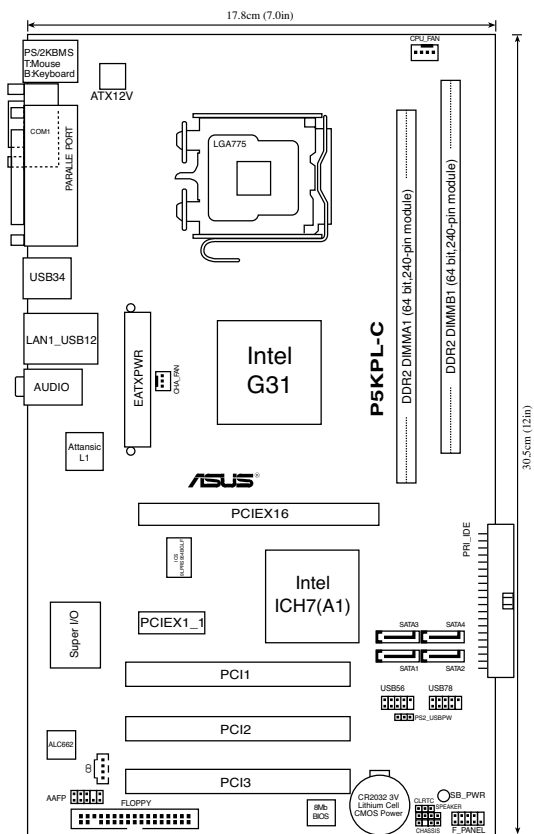 17.8cm (7.0in)
CPU_FAN
PS/2KBMS
T:Mouse
B:Keyboard
ATX12V
COM1
PARALLE PORT
LGA775
DDR2 DIMMA1 (64 bit,240-pin module)
DDR2 DIMMB1 (64 bit,240-pin module)
USB34
LAN1_USB12
EATXPWR
CHA_FAN
Intel
G31
P5KPL-C
AUDIO
30.5cm (12in)
Attansic
L1
ASUS®
PCIEX16
PRI_IDE
ICS
Intel
ICH7(A1)
Super I/O
PCIEX1_1
SATA3
SATA4
SATA1
SATA2
PCI1
USB56
USB78
PS2_USBPW
PCI2
ALC662
CD
PCI3
AAFP
FLOPPY
8Mb
BIOS
CR2032 3V
Lithium Cell
CMOS Power
SB_PWR
CLRTC
SPEAKER
CHASSIS
F_PANEL